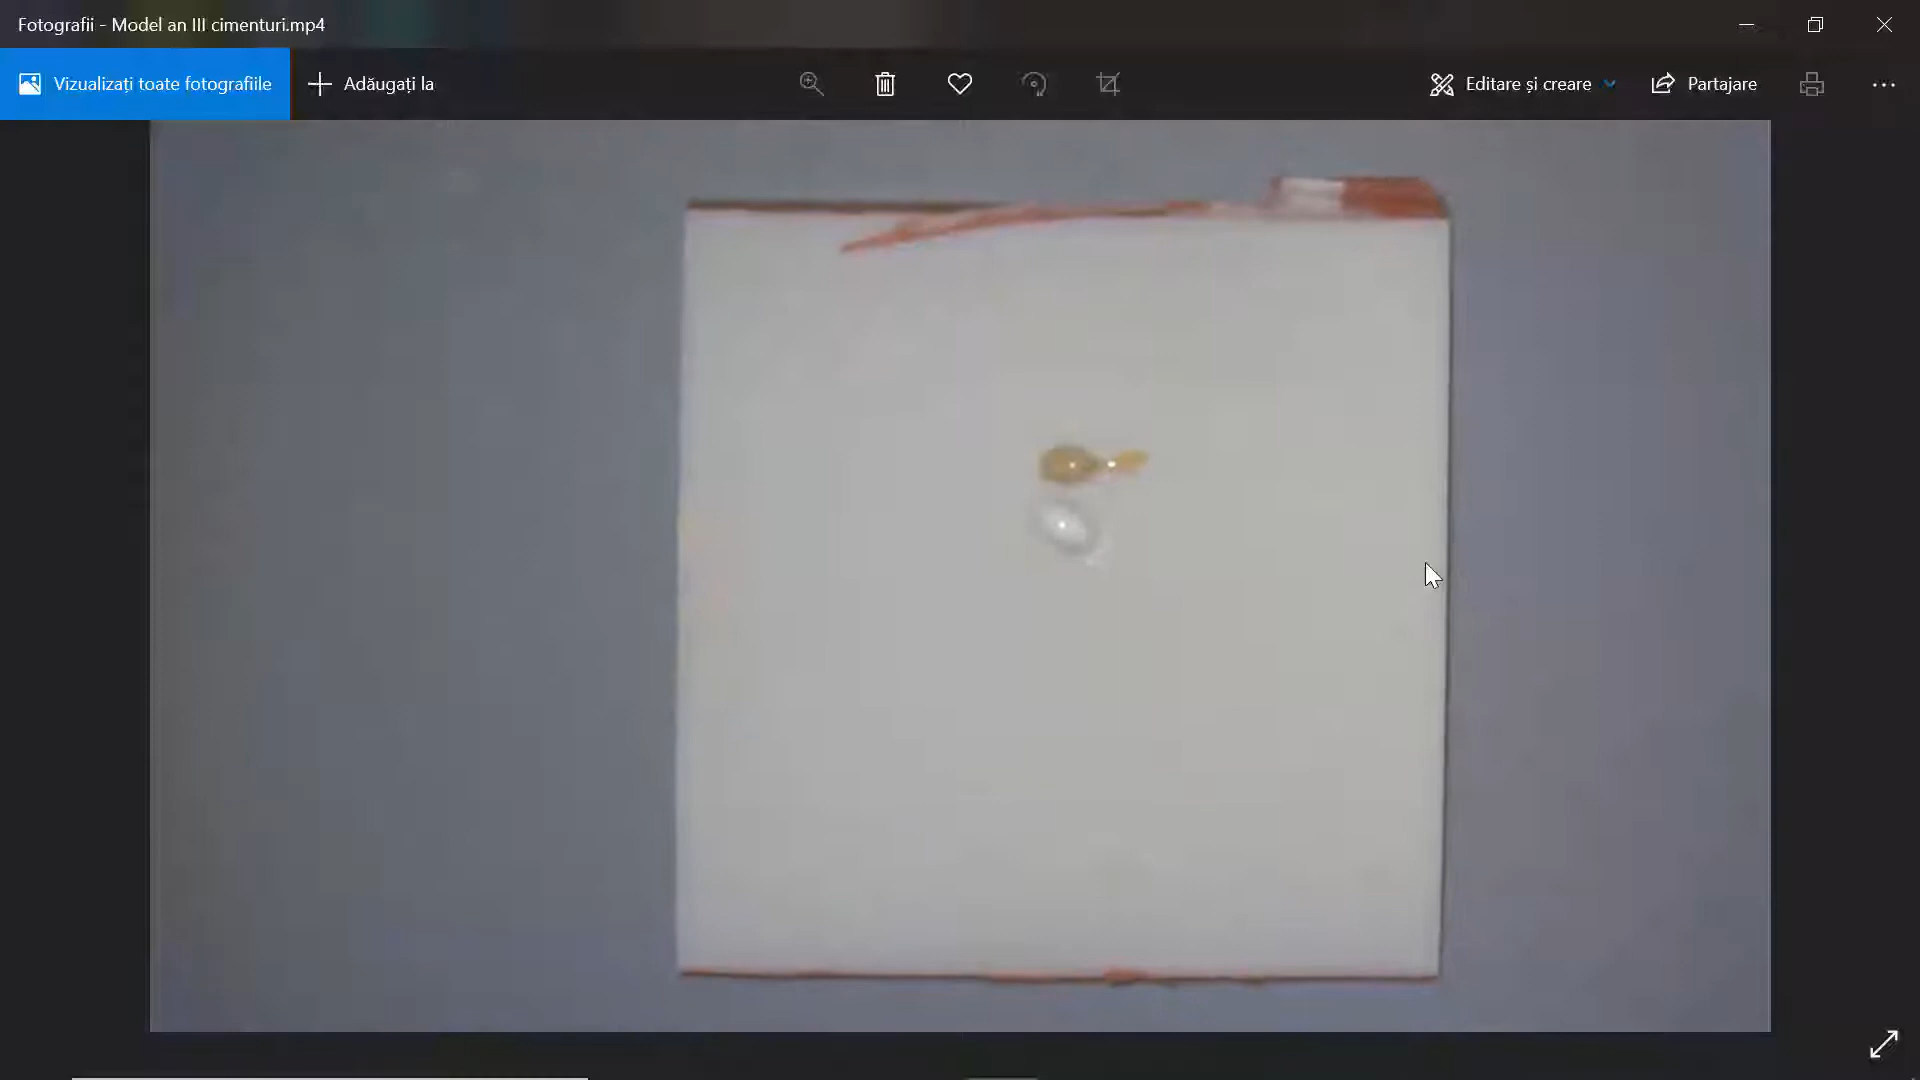 Fotografii - Model an III cimenturi.mp4
Vizualizați toate fotografiile
Adăugați la
Editare și creare
Partajare